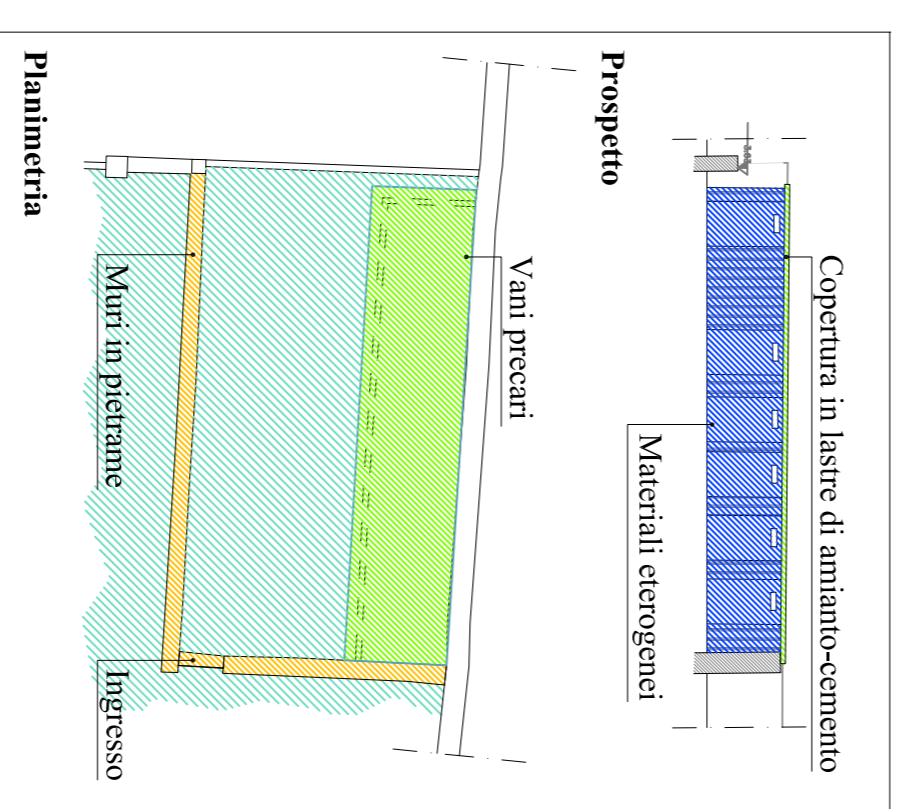 Prospetto
Copertura in lastre di amianto-cemento
Materiali eterogenei
Planimetria
Vani precari
Muri in pietrame
Ingresso